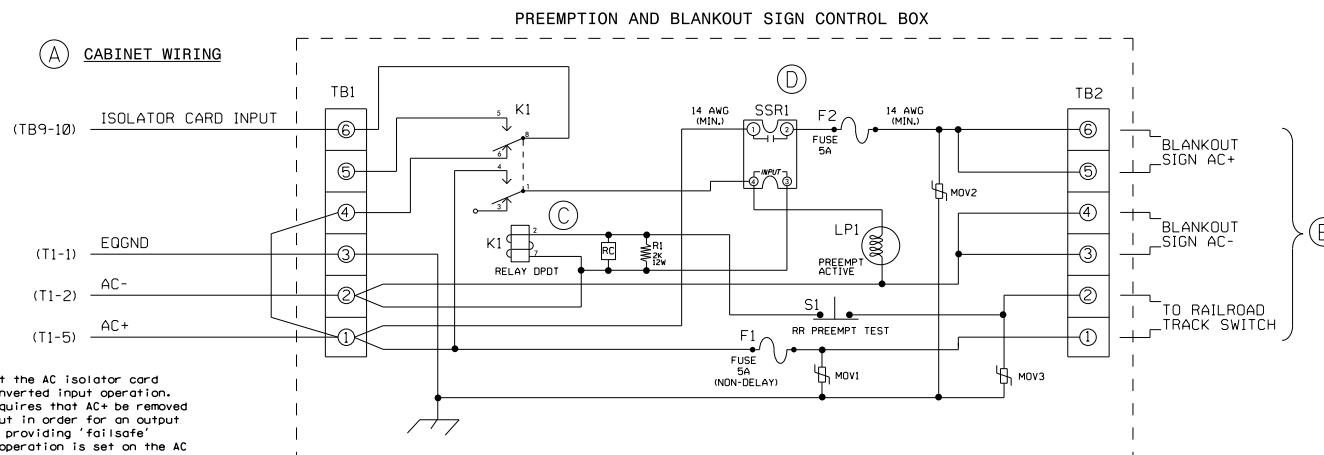 PREEMPTION AND BLANKOUT SIGN CONTROL BOX
A CABINET WIRING
(TB9-10) ISOLATOR CARD INPUT
(T1-1) EQGND
(T1-2) AC-
(T1-5) AC+
TB1
6
5
4
3
2
1
K1
5
8
6
4
1
3
C
K1
2
7
RELAY DPDT
RC
R1
2K
12W
D
14 AWG
(MIN.)
SSR1
1 2
INPUT
4 3
F2
FUSE
5A
14 AWG
(MIN.)
MOV2
LP1
PREEMPT
ACTIVE
S1
RR PREEMPT TEST
F1
FUSE
5A
(NON-DELAY)
MOV1
MOV3
TB2
6
5
4
3
2
1
BLANKOUT
SIGN AC+
BLANKOUT
SIGN AC-
TO RAILROAD
TRACK SWITCH
t the AC isolator card
nverted input operation.
quires that AC+ be removed
ut in order for an output
providing 'failsafe'
operation is set on the AC